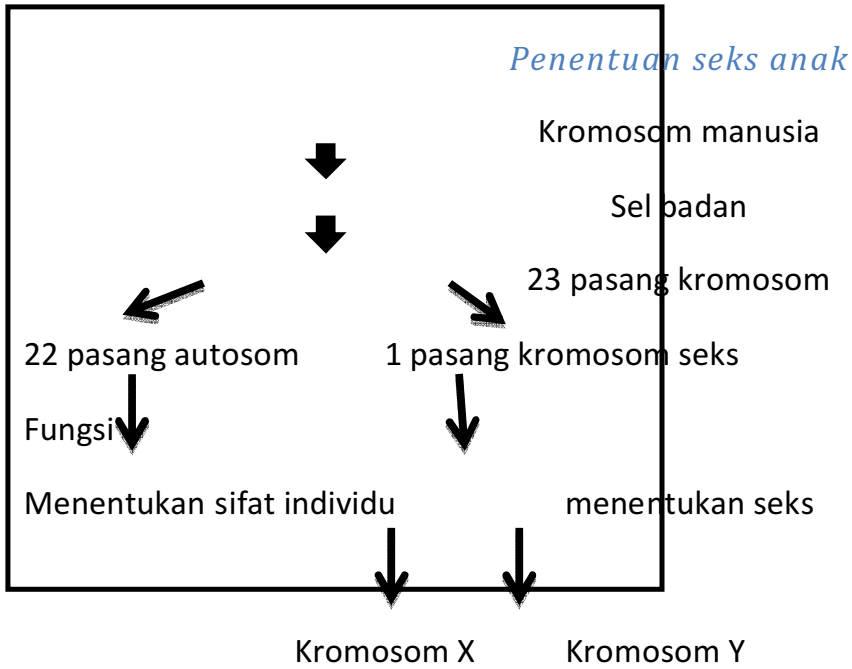 Penentuan seks anak
Kromosom manusia
Sel badan
23 pasang kromosom
22 pasang autosom 1 pasang kromosom seks
Fungsi
Menentukan sifat individu menentukan seks
Kromosom X Kromosom Y